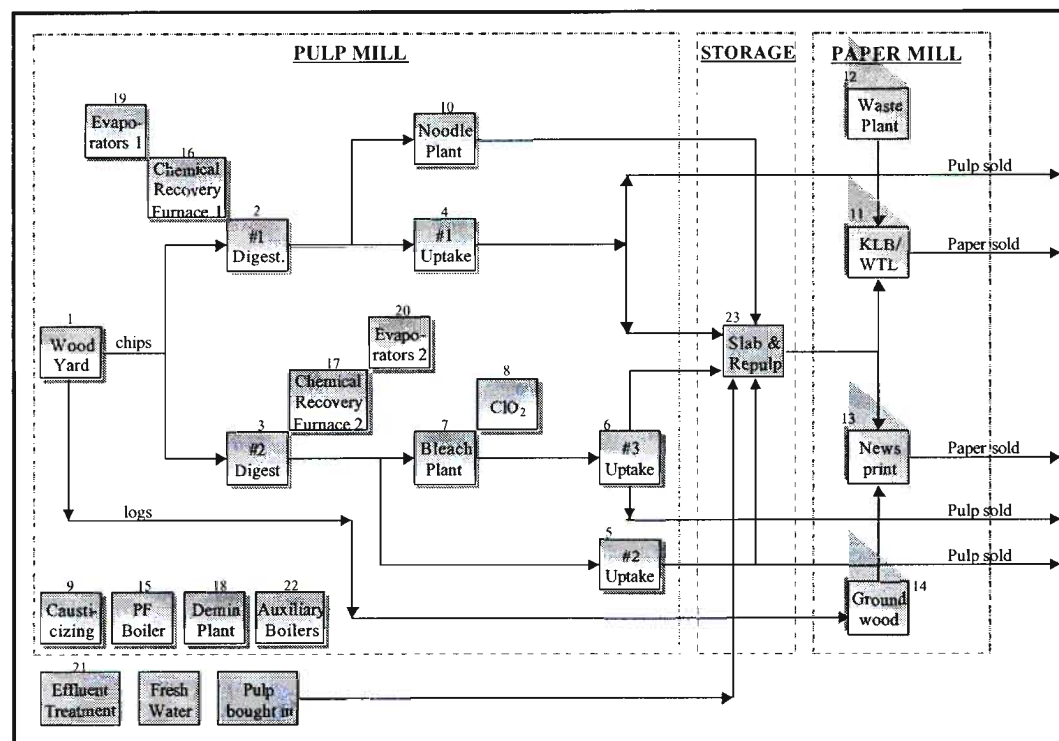 PULP MILL
STORAGE
PAPER MILL
19
Evapo-
rators 1
16
Chemical
Recovery
Furnace 1
2
#1
Digest.
10
Noodle
Plant
4
#1
Uptake
12
Waste
Plant
Pulp sold
11
KLB/
WTL
Paper sold
1
Wood
Yard
chips
20
Evapo-
rators 2
17
Chemical
Recovery
Furnace 2
8
ClO₂
23
Slab &
Repulp
3
#2
Digest
7
Bleach
Plant
6
#3
Uptake
13
News
print
Paper sold
logs
Pulp sold
5
#2
Uptake
Pulp sold
14
Ground
wood
9
Causti-
cizing
15
PF
Boiler
18
Demin
Plant
22
Auxiliary
Boilers
21
Effluent
Treatment
Fresh
Water
Pulp
bought in